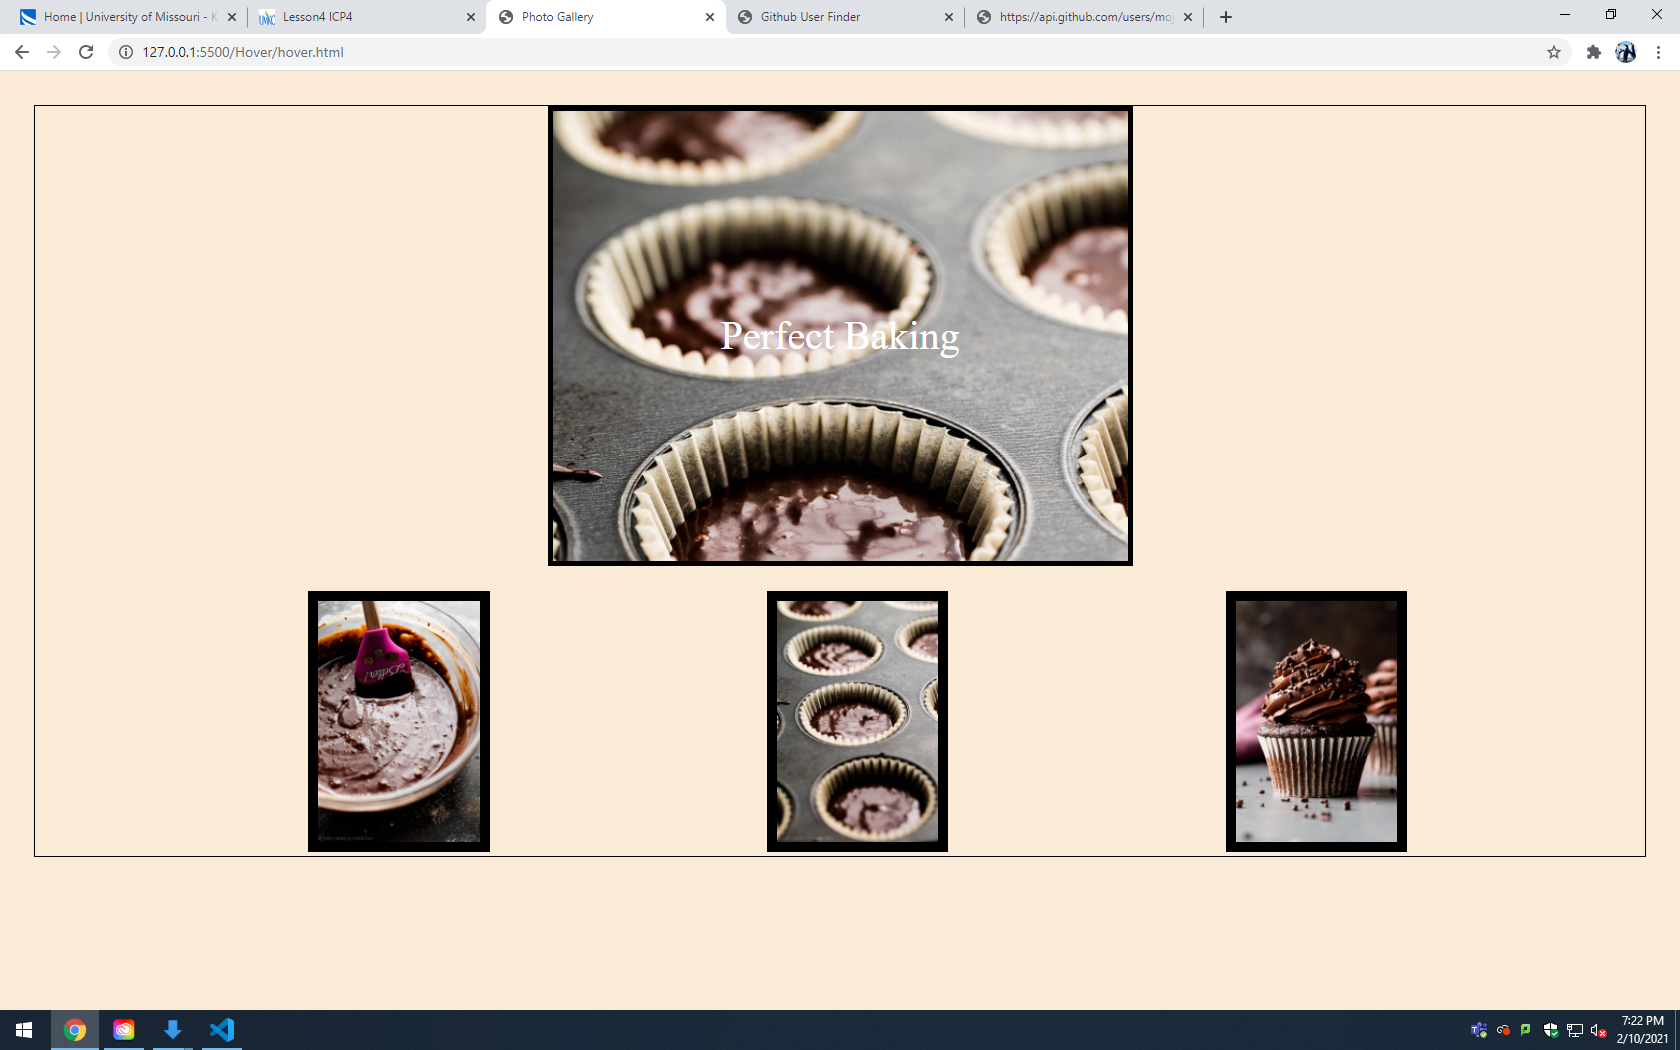 Home | University of Missouri - K
Lesson4 ICP4
Photo Gallery
Github User Finder
https://api.github.com/users/mo
127.0.0.1:5500/Hover/hover.html
Perfect Baking
7:22 PM
2/10/2021